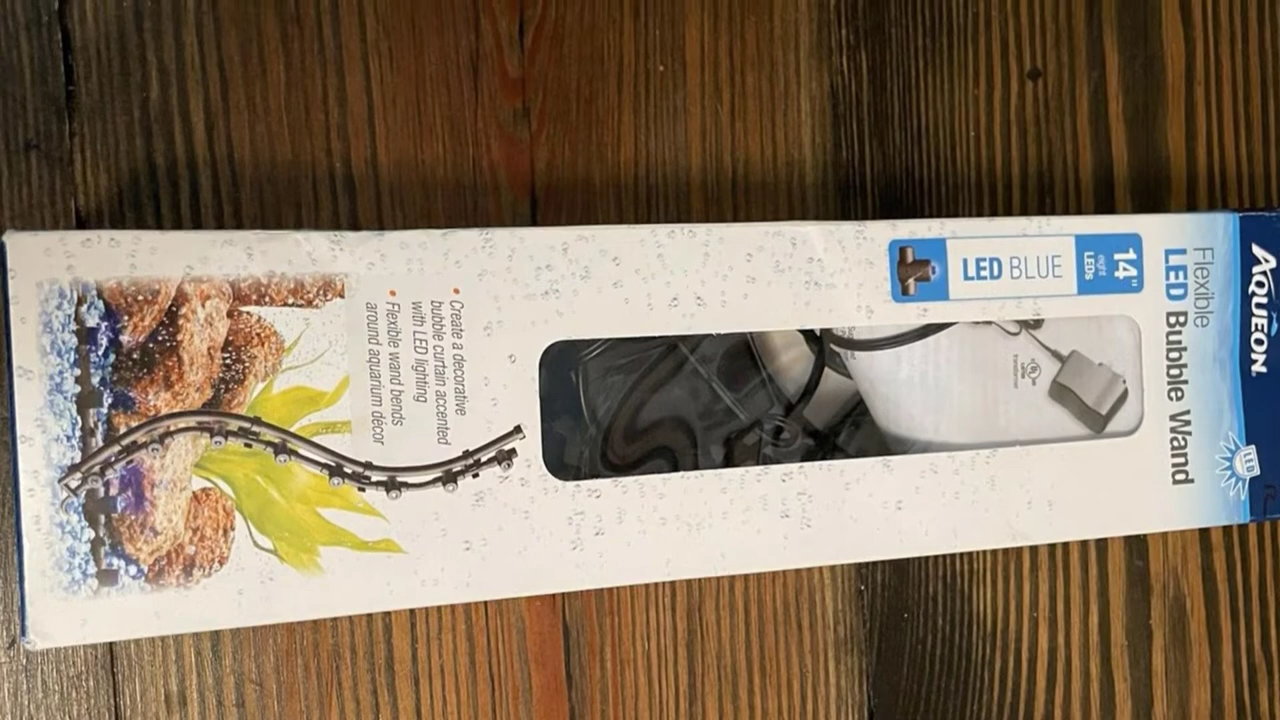 AQUEON®
Flexible
LED Bubble Wand
LED
14"
eight
LEDs
LED BLUE
transformer
• Create a decorative
bubble curtain accented
with LED lighting
• Flexible wand bends
around aquarium décor